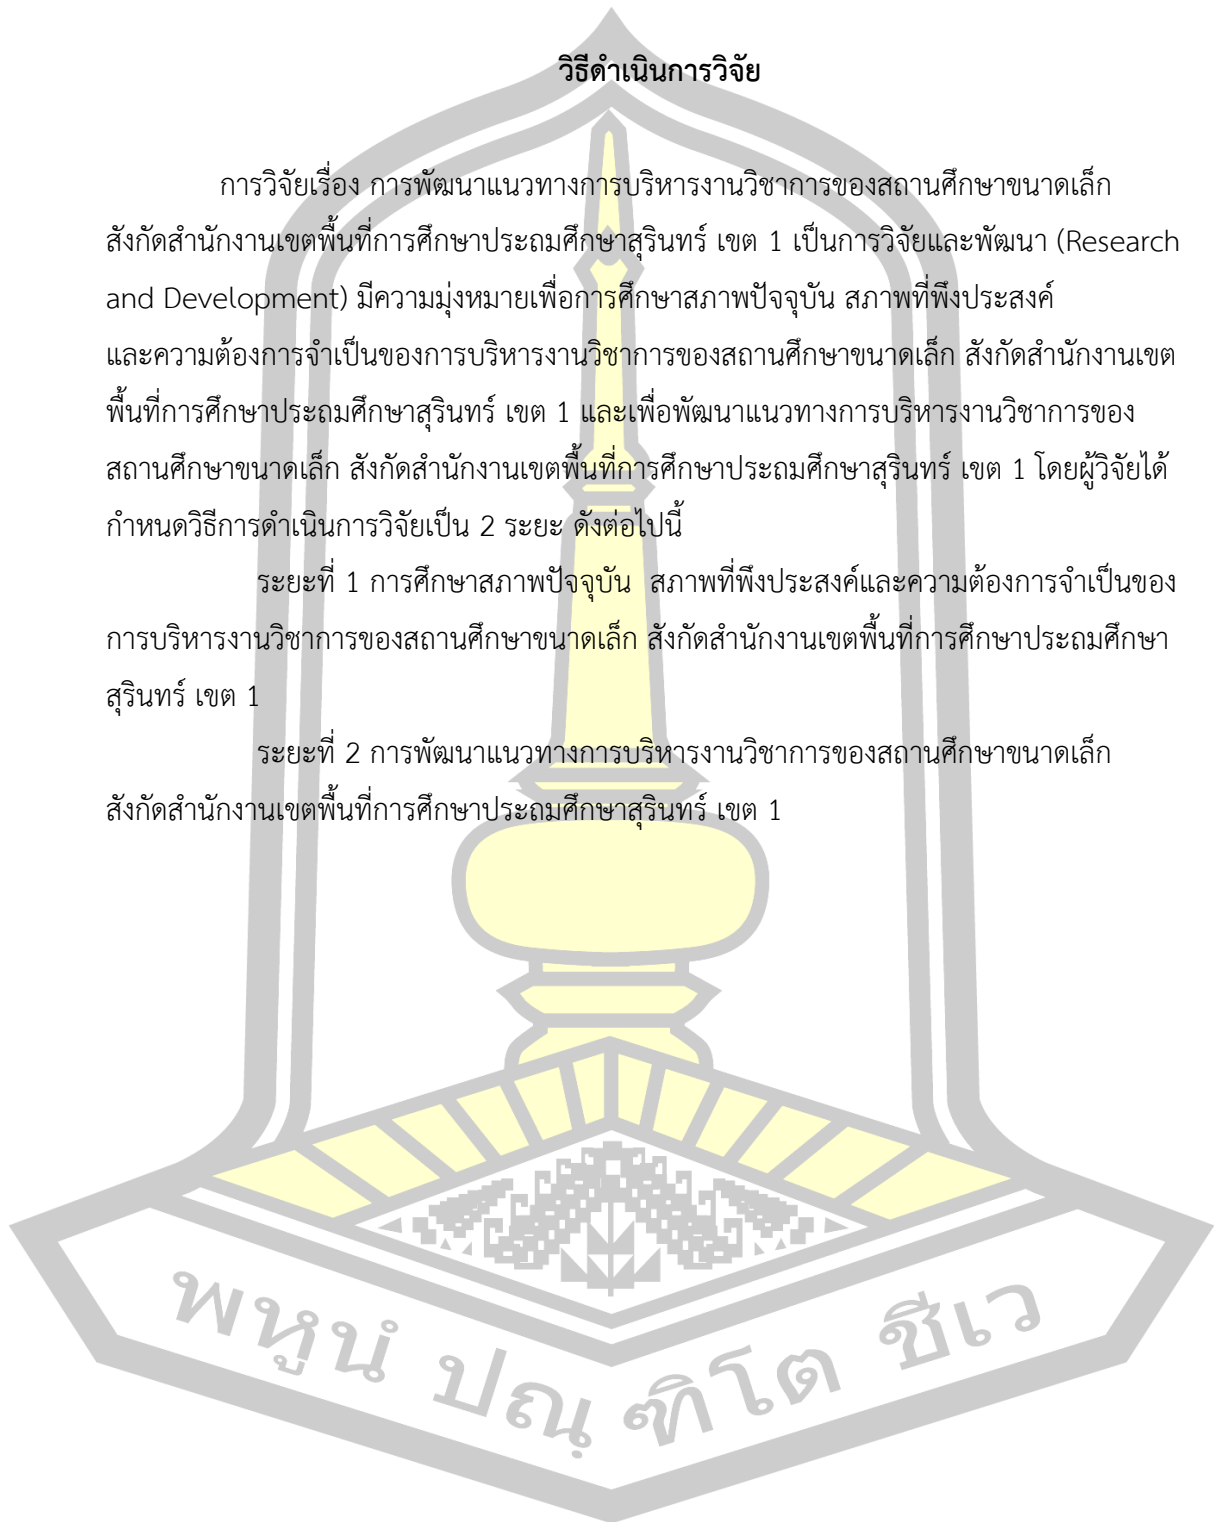 วิธีดำเนินการวิจัย
การวิจัยเรื่อง การพัฒนาแนวทางการบริหารงานวิชาการของสถานศึกษาขนาดเล็ก
สังกัดสำนักงานเขตพื้นที่การศึกษาประถมศึกษาสุรินทร์ เขต 1 เป็นการวิจัยและพัฒนา (Research
and Development) มีความมุ่งหมายเพื่อการศึกษาสภาพปัจจุบัน สภาพที่พึงประสงค์
และความต้องการจำเป็นของการบริหารงานวิชาการของสถานศึกษาขนาดเล็ก สังกัดสำนักงานเขต
พื้นที่การศึกษาประถมศึกษาสุรินทร์ เขต 1 และเพื่อพัฒนาแนวทางการบริหารงานวิชาการของ
สถานศึกษาขนาดเล็ก สังกัดสำนักงานเขตพื้นที่การศึกษาประถมศึกษาสุรินทร์ เขต 1 โดยผู้วิจัยได้
กำหนดวิธีการดำเนินการวิจัยเป็น 2 ระยะ ดังต่อไปนี้
ระยะที่ 1 การศึกษาสภาพปัจจุบัน  สภาพที่พึงประสงค์และความต้องการจำเป็นของ
การบริหารงานวิชาการของสถานศึกษาขนาดเล็ก สังกัดสำนักงานเขตพื้นที่การศึกษาประถมศึกษา
สุรินทร์ เขต 1
ระยะที่ 2 การพัฒนาแนวทางการบริหารงานวิชาการของสถานศึกษาขนาดเล็ก
สังกัดสำนักงานเขตพื้นที่การศึกษาประถมศึกษาสุรินทร์ เขต 1
พหูนํ ปณฺ ฑิโต ชีเว